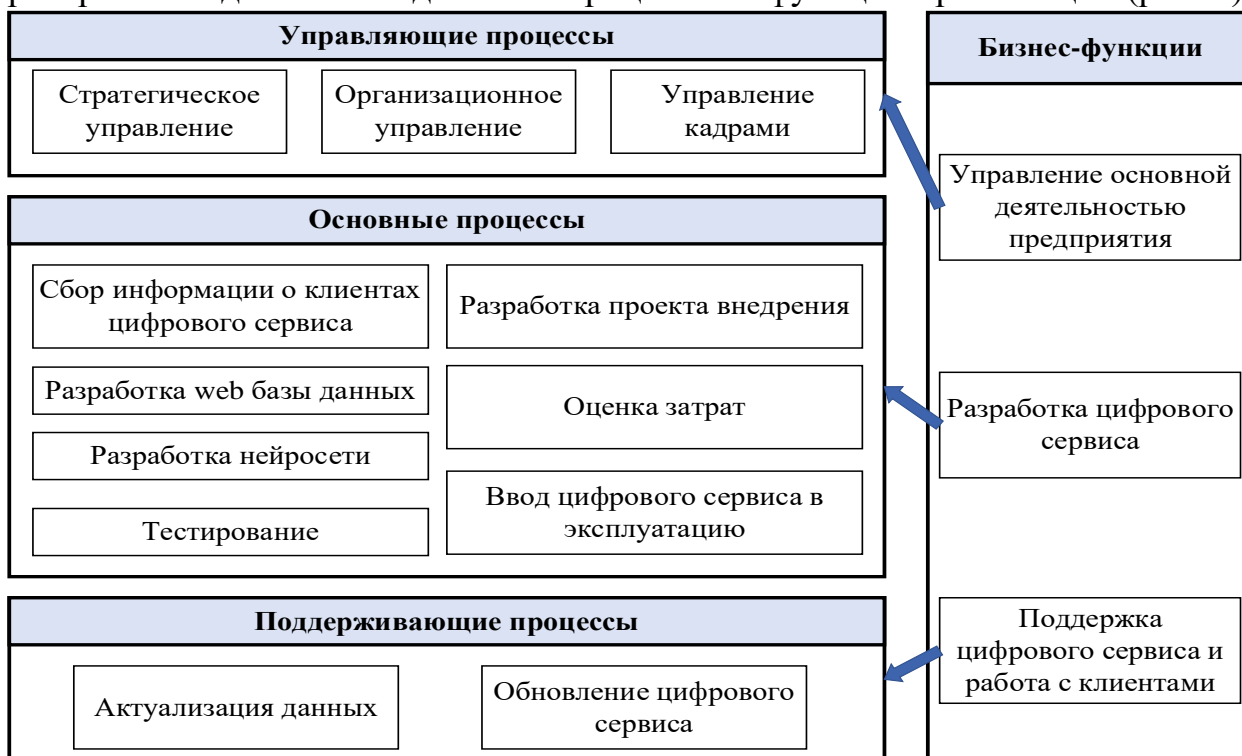 Управляющие процессы
Стратегическое
управление
Организационное
управление
Управление
кадрами
Основные процессы
Сбор информации о клиентах
цифрового сервиса
Разработка web базы данных
Разработка нейросети
Тестирование
Разработка проекта внедрения
Оценка затрат
Ввод цифрового сервиса в
эксплуатацию
Поддерживающие процессы
Актуализация данных
Обновление цифрового
сервиса
Бизнес-функции
Управление основной
деятельностью
предприятия
Разработка цифрового
сервиса
Поддержка
цифрового сервиса и
работа с клиентами